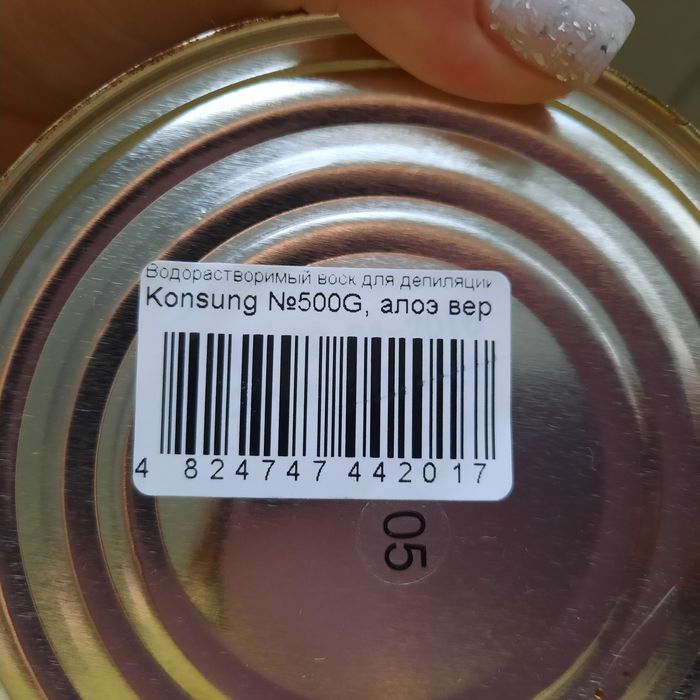 Водорастворимый воск для депиляции
Konsung №500G, алоэ вер
4 824747 442017
05